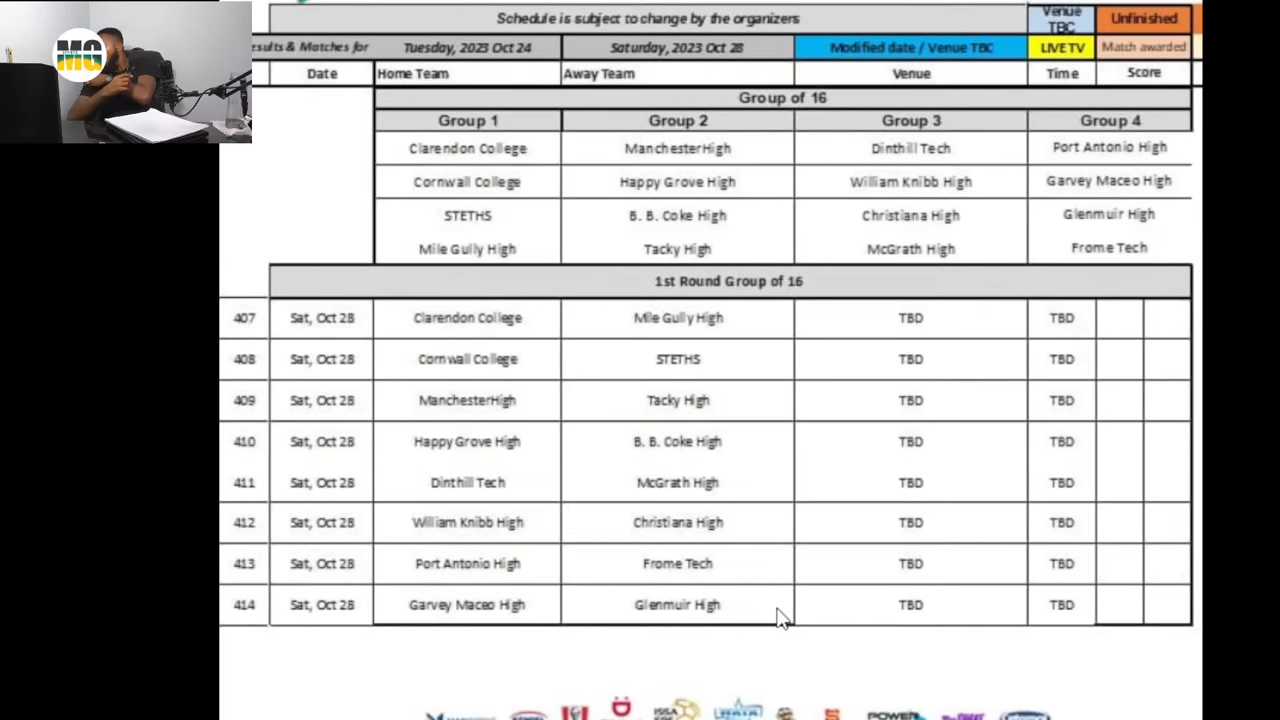 MG
Schedule is subject to change by the organizers
Venue TBC
Unfinished
Results & Matches for Tuesday, 2023 Oct 24 Saturday, 2023 Oct 28 Modified date / Venue TBC LIVE TV Match awarded
Date Home Team Away Team Venue Time Score
Group of 16
Group 1 Group 2 Group 3 Group 4
Clarendon College ManchesterHigh Dinthill Tech Port Antonio High
Cornwall College Happy Grove High William Knibb High Garvey Maceo High
STETHS B. B. Coke High Christiana High Glenmuir High
Mile Gully High Tacky High McGrath High Frome Tech
1st Round Group of 16
407 Sat, Oct 28 Clarendon College Mile Gully High TBD TBD
408 Sat, Oct 28 Cornwall College STETHS TBD TBD
409 Sat, Oct 28 ManchesterHigh Tacky High TBD TBD
410 Sat, Oct 28 Happy Grove High B. B. Coke High TBD TBD
411 Sat, Oct 28 Dinthill Tech McGrath High TBD TBD
412 Sat, Oct 28 William Knibb High Christiana High TBD TBD
413 Sat, Oct 28 Port Antonio High Frome Tech TBD TBD
414 Sat, Oct 28 Garvey Maceo High Glenmuir High TBD TBD
ISSA WATA POWER